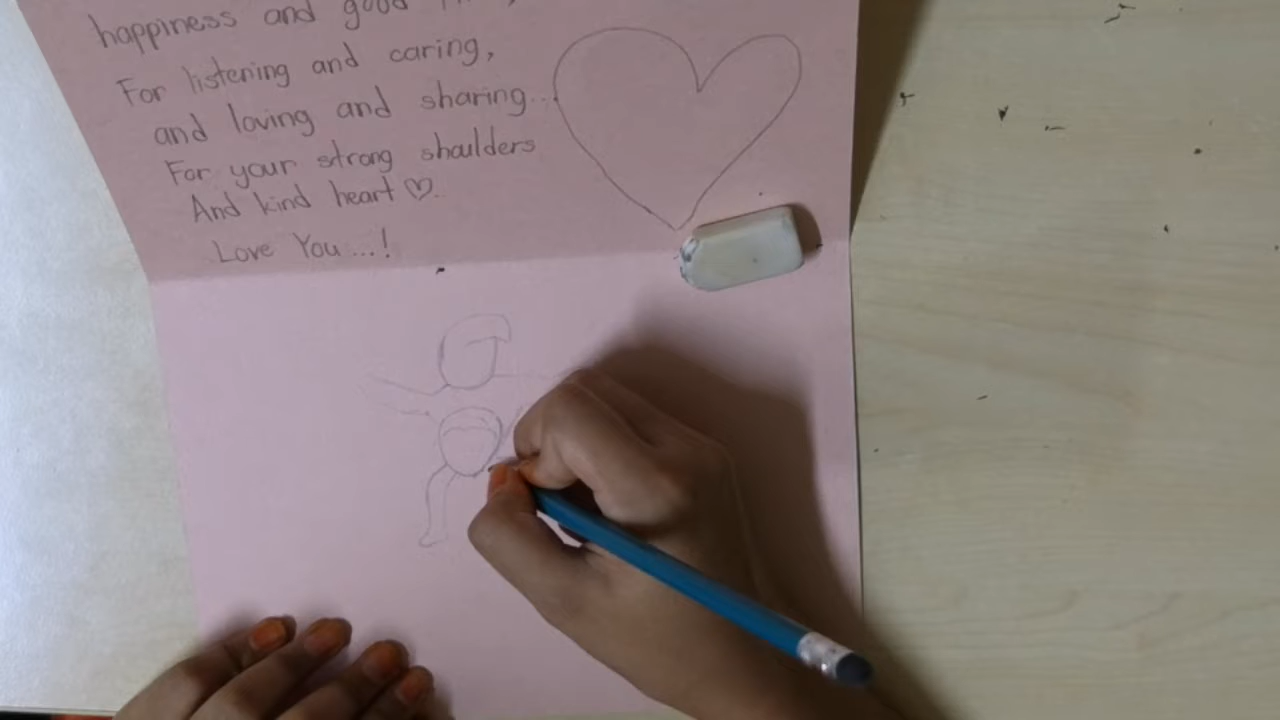 happiness and good
For listening and caring,
and loving and sharing...
For your strong shoulders
And kind heart ♡.
Love You...!